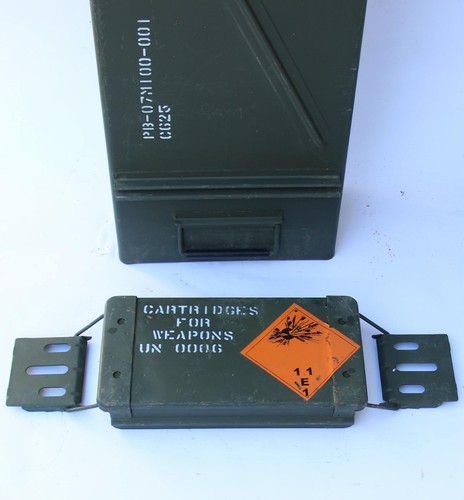 PB-07M100-001
C625
CARTRIDGES
FOR
WEAPONS
UN 0006
1 1
E
1